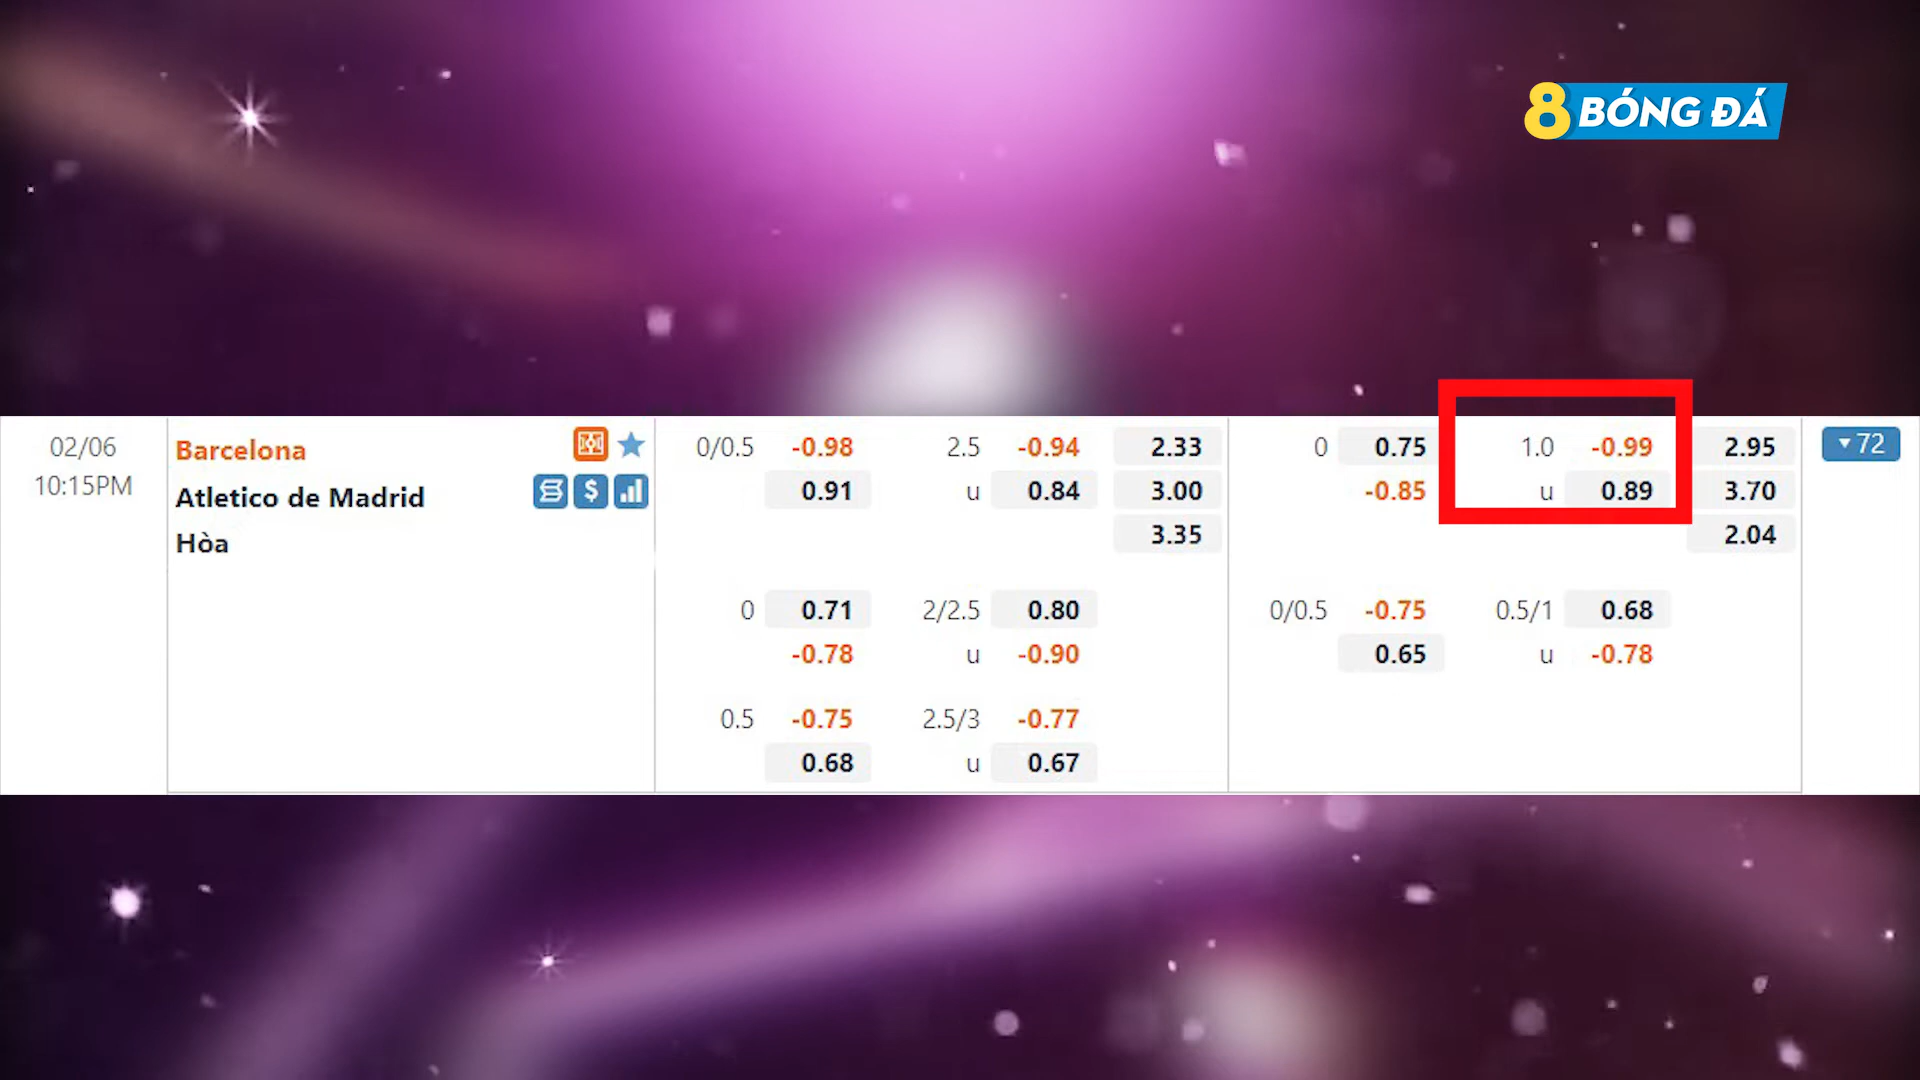 8 BÓNG ĐÁ
02/06 Barcelona 0/0.5 -0.98 2.5 -0.94 2.33 0 0.75 1.0 -0.99 2.95 72
10:15PM Atletico de Madrid $ 0.91 u 0.84 3.00 -0.85 u 0.89 3.70
Hòa 3.35 2.04
0 0.71 2/2.5 0.80 0/0.5 -0.75 0.5/1 0.68
-0.78 u -0.90 0.65 u -0.78
0.5 -0.75 2.5/3 -0.77
0.68 u 0.67